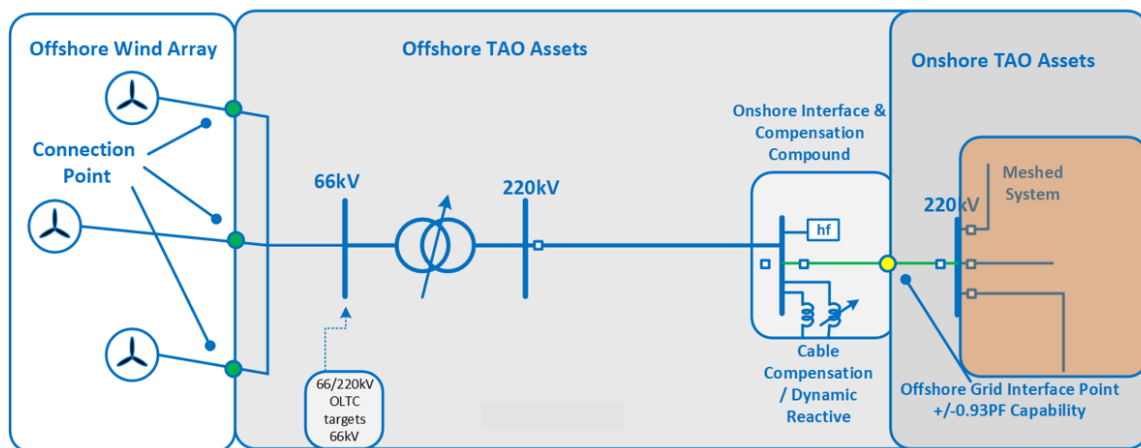 Offshore Wind Array
Offshore TAO Assets
Onshore TAO Assets
Connection
Point
66kV
220kV
66/220kV
OLTC
targets
66kV
Onshore Interface &
Compensation
Compound
hf
Cable
Compensation
/ Dynamic
Reactive
220kV
Meshed
System
Offshore Grid Interface Point
+/-0.93PF Capability